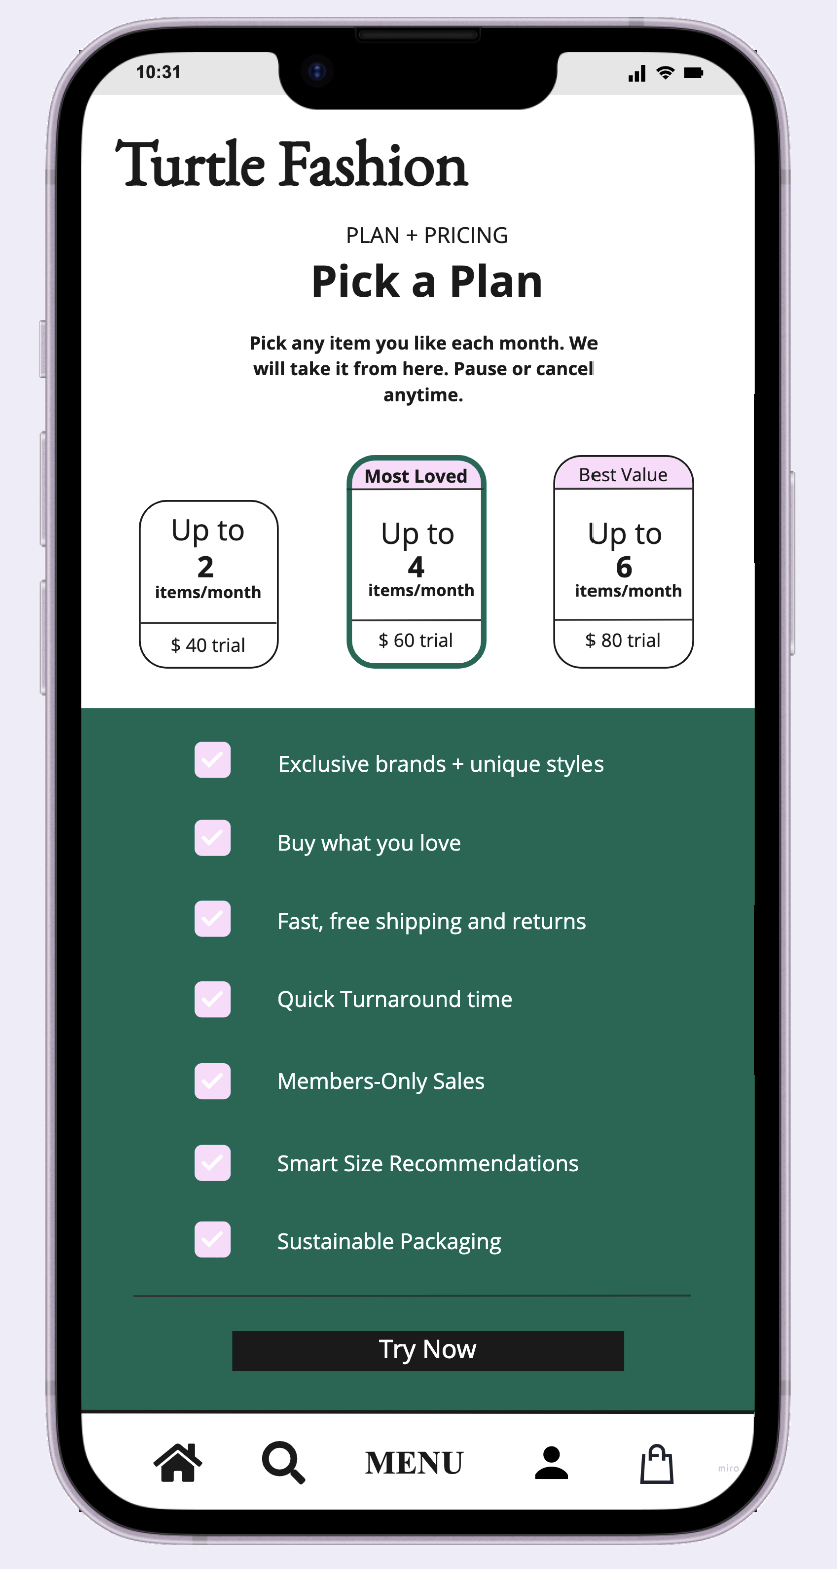 10:31
Turtle Fashion
PLAN + PRICING
Pick a Plan
Pick any item you like each month. We
will take it from here. Pause or cancel
anytime.
Up to
2
items/month
$ 40 trial
Most Loved
Up to
4
items/month
$ 60 trial
Best Value
Up to
6
items/month
$ 80 trial
Exclusive brands + unique styles
Buy what you love
Fast, free shipping and returns
Quick Turnaround time
Members-Only Sales
Smart Size Recommendations
Sustainable Packaging
Try Now
MENU
miro